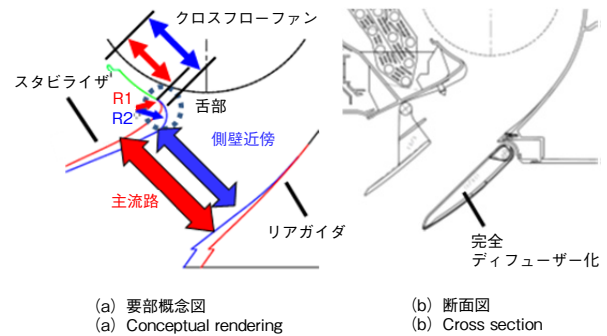 クロスフローファン
スタビライザ
舌部
R1
R2
側壁近傍
主流路
リアガイダ
完全
ディフューザー化
(a) 要部概念図
(a) Conceptual rendering
(b) 断面図
(b) Cross section